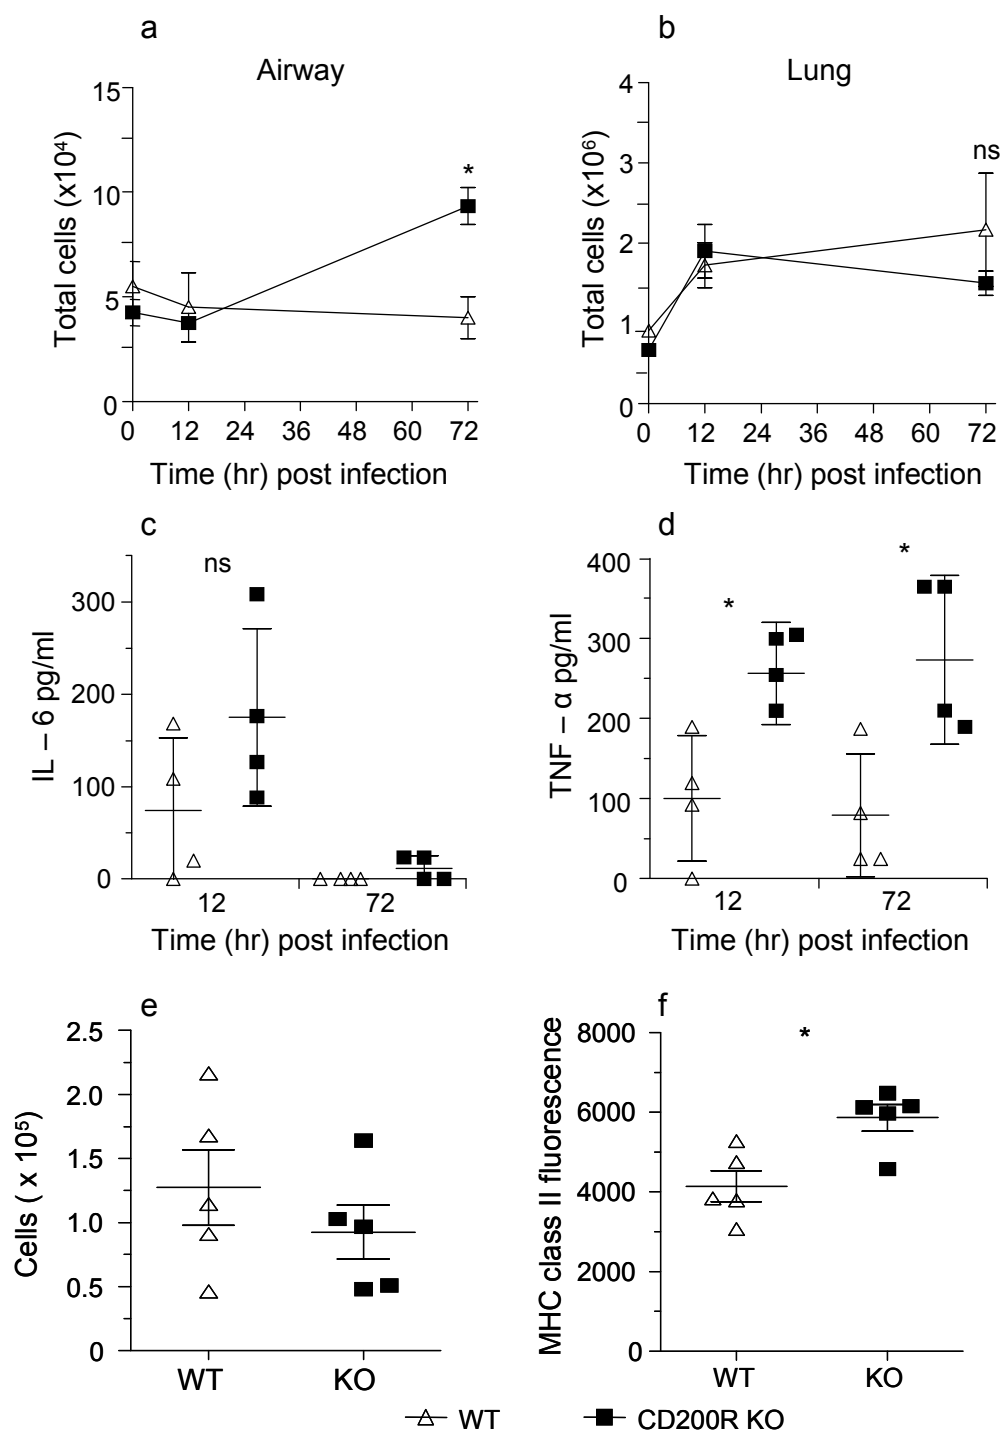 a
Airway
Total cells (x10⁴)
15
10
5
0
*
0 12 24 36 48 60 72
Time (hr) post infection
b
Lung
Total cells (x10⁶)
4
3
2
1
0
ns
0 12 24 36 48 60 72
Time (hr) post infection
c
IL – 6 pg/ml
300
200
100
0
ns
12 72
Time (hr) post infection
d
TNF – α pg/ml
400
300
200
100
0
*
*
12 72
Time (hr) post infection
e
Cells ( x 10⁵)
2.5
2.0
1.5
1.0
0.5
0
WT KO
f
MHC class II fluorescence
8000
6000
4000
2000
0
*
WT KO
WT CD200R KO